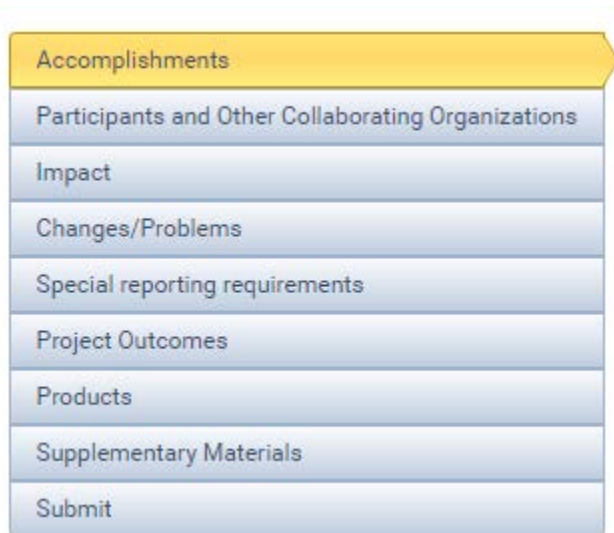 Accomplishments
Participants and Other Collaborating Organizations
Impact
Changes/Problems
Special reporting requirements
Project Outcomes
Products
Supplementary Materials
Submit